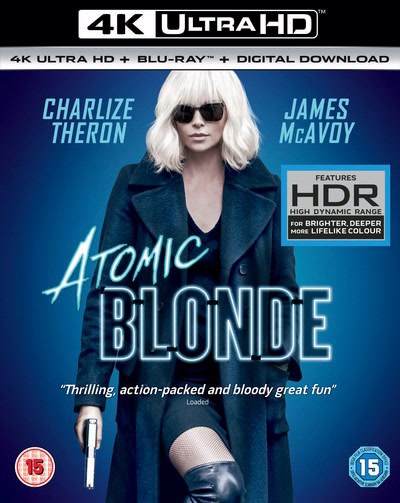 4K ULTRA HD
4K ULTRA HD + BLU-RAY™ + DIGITAL DOWNLOAD
CHARLIZE THERON
JAMES McAVOY
FEATURES
HDR
HIGH DYNAMIC RANGE
FOR BRIGHTER, DEEPER
MORE LIFELIKE COLOUR
ATOMIC
BLONDE
“Thrilling, action-packed and bloody great fun”
Loaded
15
15